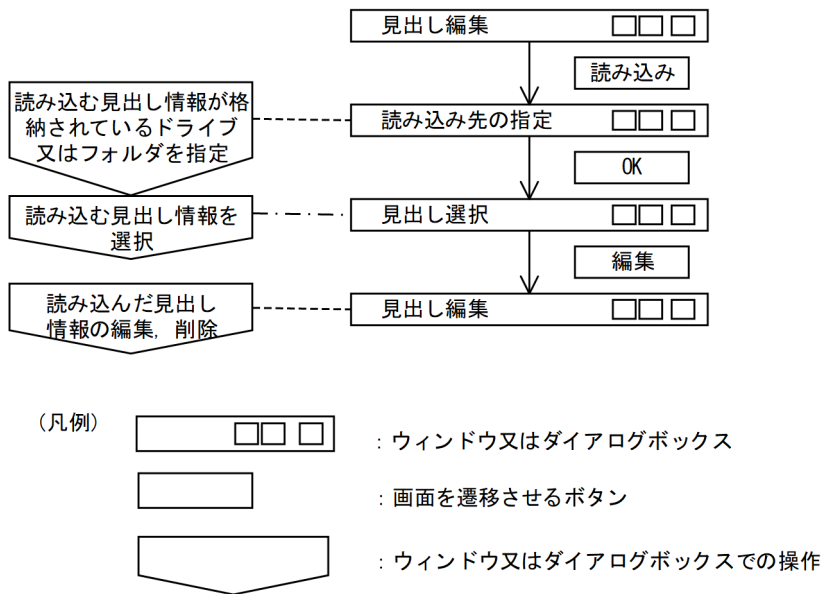 見出し編集
読み込み
読み込む見出し情報が格
納されているドライブ
又はフォルダを指定
読み込み先の指定
OK
読み込む見出し情報を
選択
見出し選択
編集
読み込んだ見出し
情報の編集，削除
見出し編集
（凡例）
：ウィンドウ又はダイアログボックス
：画面を遷移させるボタン
：ウィンドウ又はダイアログボックスでの操作